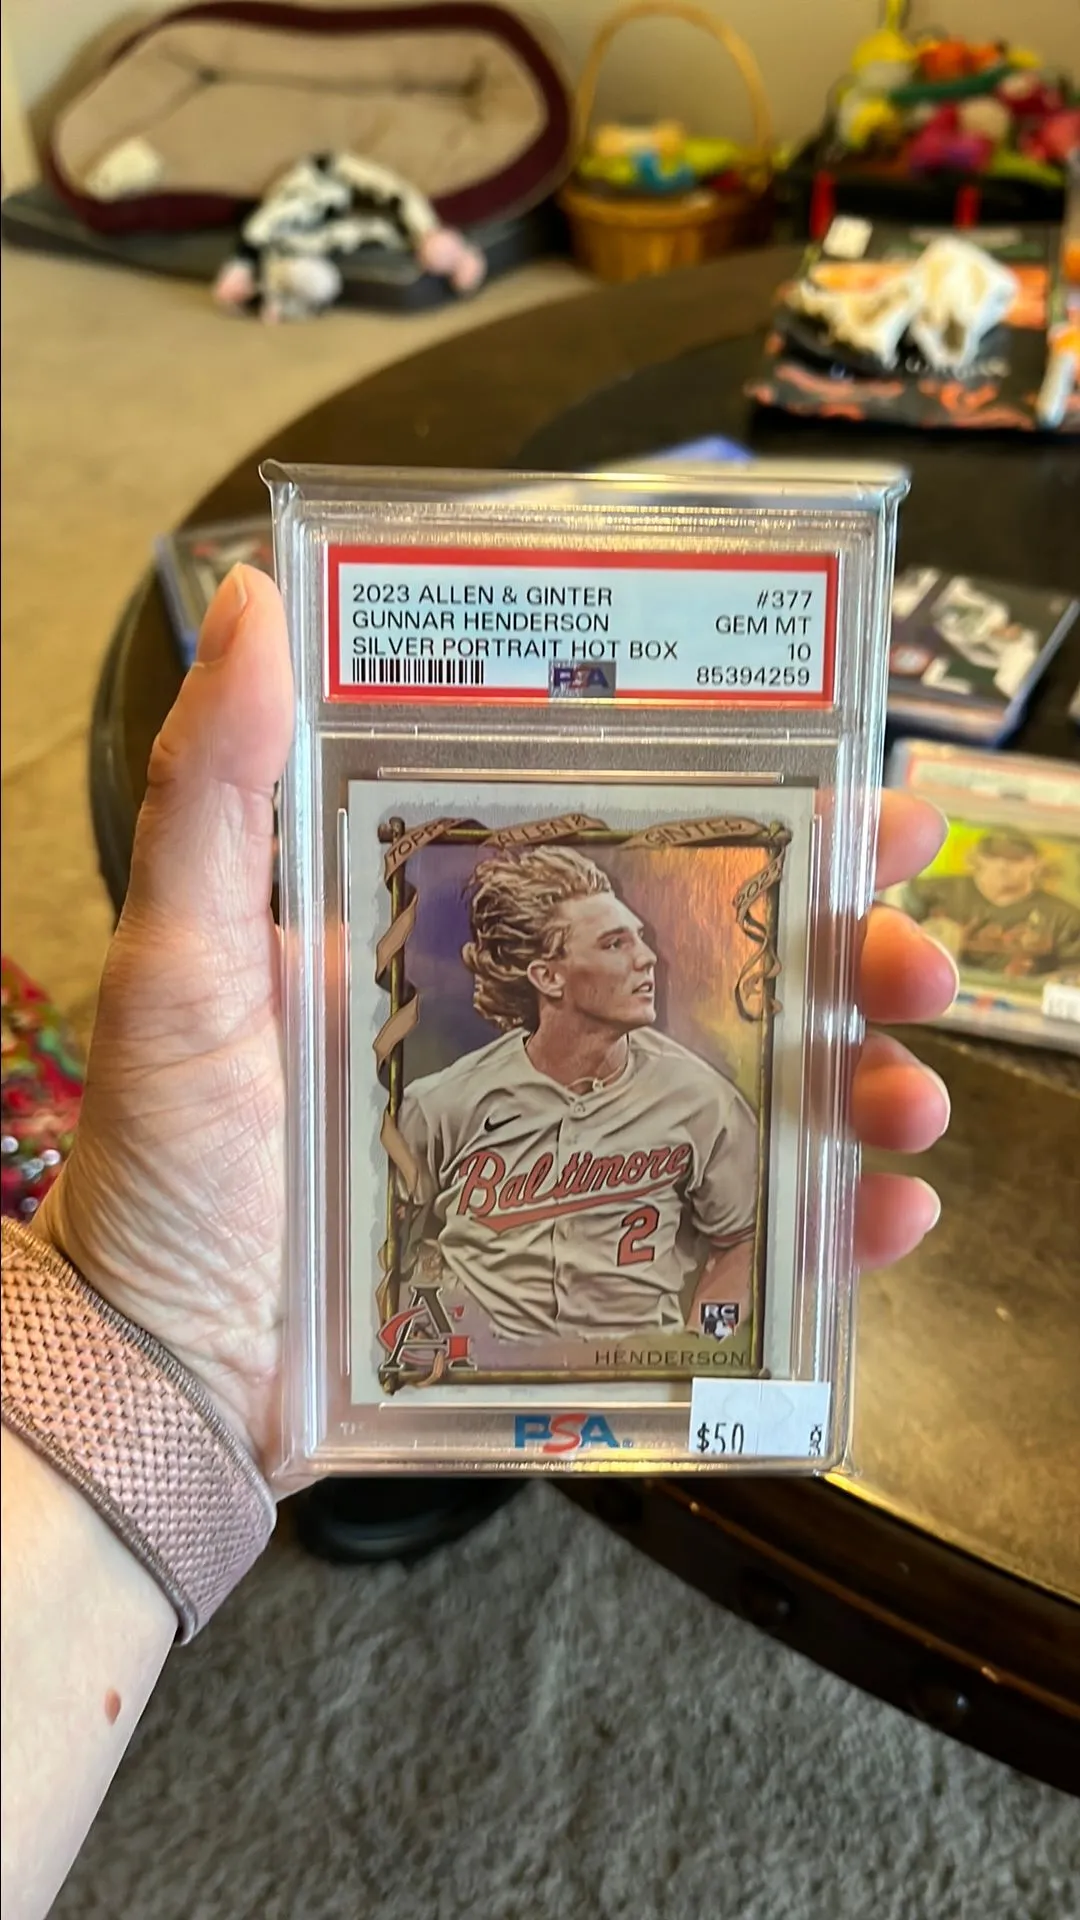 2023 ALLEN & GINTER #377
GUNNAR HENDERSON GEM MT
SILVER PORTRAIT HOT BOX 10
PSA 85394259
TOPPS ALLEN & GINTER
2023
Baltimore
2
RC
HENDERSON
PSA
$50
EACH